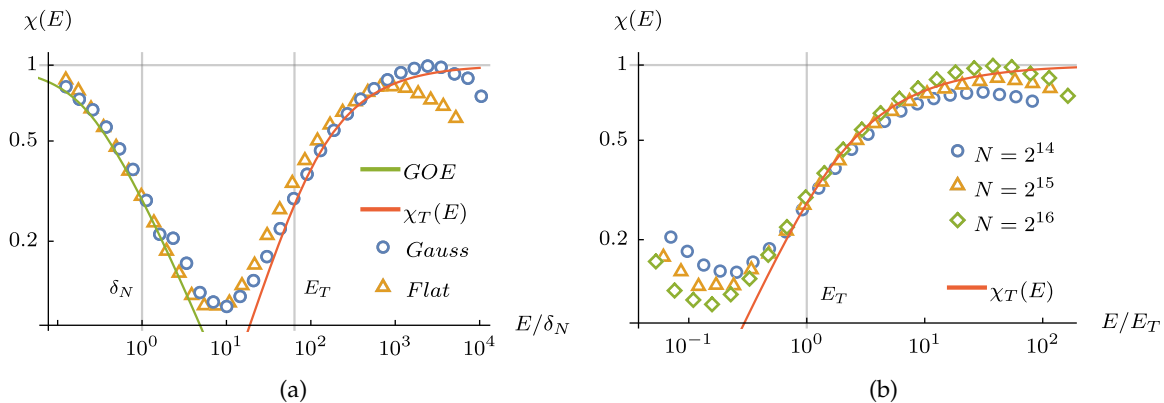 χ(E)
1
0.5
0.2
δ_N
E_T
GOE
χ_T(E)
Gauss
Flat
10^0
10^1
10^2
10^3
10^4
E/δ_N
(a)
χ(E)
1
0.5
0.2
E_T
N = 2^14
N = 2^15
N = 2^16
χ_T(E)
10^-1
10^0
10^1
10^2
E/E_T
(b)